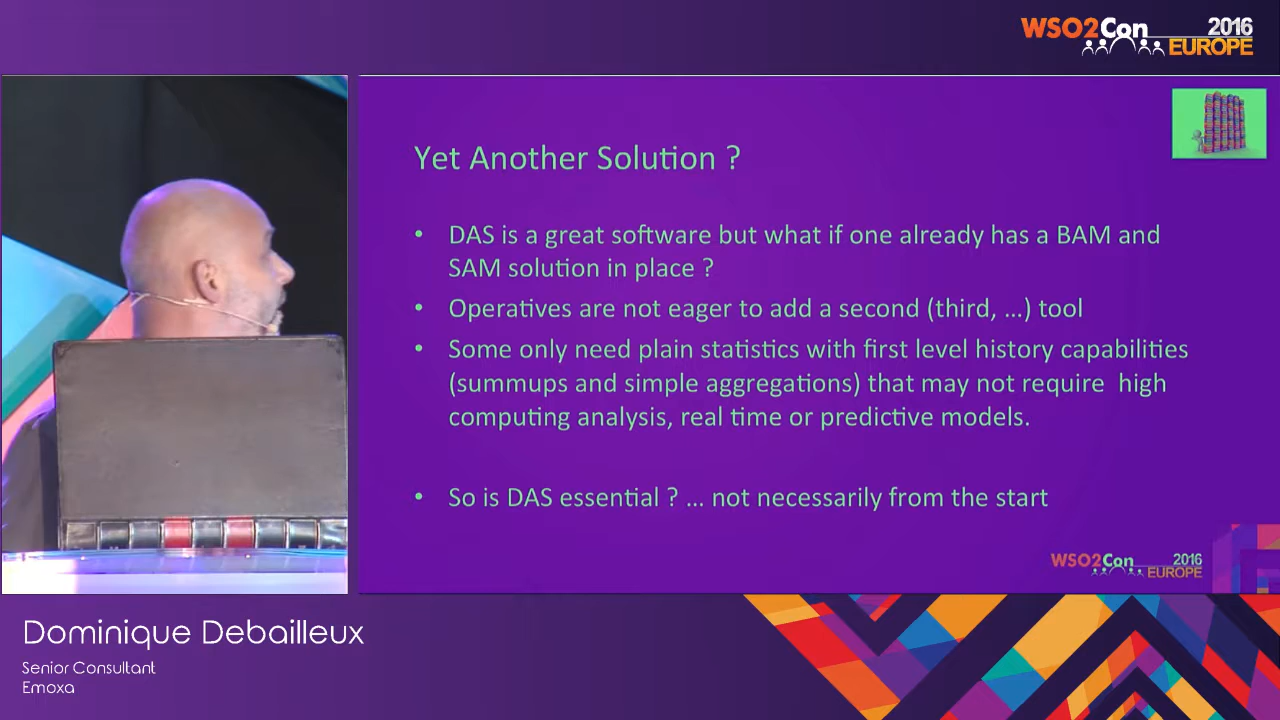 WSO2Con 2016
EUROPE
Yet Another Solution ?
• DAS is a great software but what if one already has a BAM and
SAM solution in place ?
• Operatives are not eager to add a second (third, ...) tool
• Some only need plain statistics with first level history capabilities
(summups and simple aggregations) that may not require high
computing analysis, real time or predictive models.
• So is DAS essential ? ... not necessarily from the start
WSO2Con 2016
EUROPE
Dominique Debailleux
Senior Consultant
Emoxa